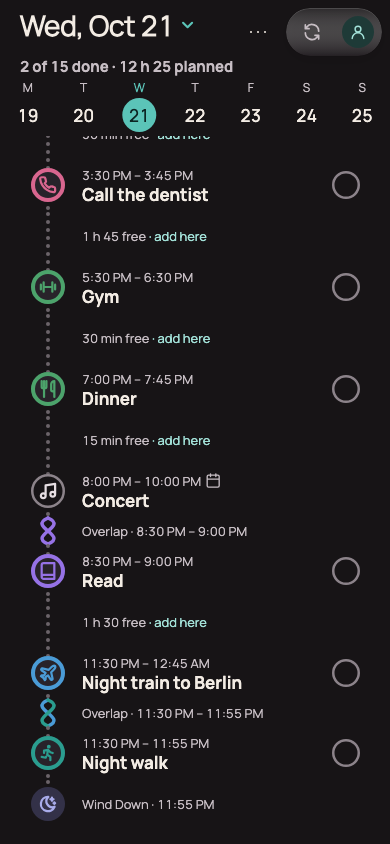 Wed, Oct 21
...
2 of 15 done · 12 h 25 planned
M T W T F S S
19 20 21 22 23 24 25
30 min free · add here
3:30 PM – 3:45 PM
Call the dentist
1 h 45 free · add here
5:30 PM – 6:30 PM
Gym
30 min free · add here
7:00 PM – 7:45 PM
Dinner
15 min free · add here
8:00 PM – 10:00 PM
Concert
Overlap · 8:30 PM – 9:00 PM
8:30 PM – 9:00 PM
Read
1 h 30 free · add here
11:30 PM – 12:45 AM
Night train to Berlin
Overlap · 11:30 PM – 11:55 PM
11:30 PM – 11:55 PM
Night walk
Wind Down · 11:55 PM